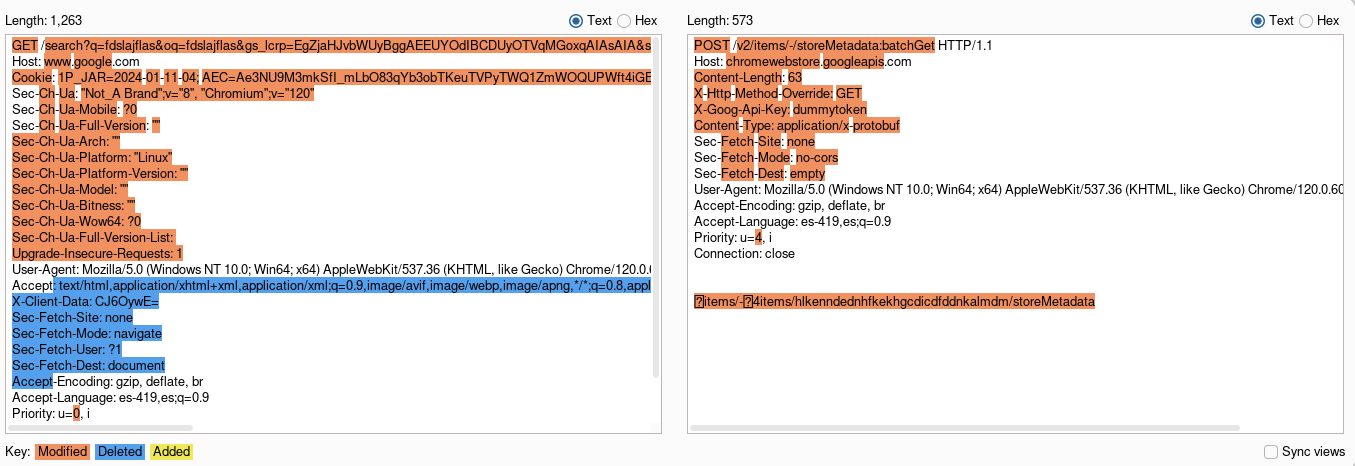 Length: 1,263
Text
Hex
GET /search?q=fdslajflas&oq=fdslajflas&gs_lcrp=EgZjaHJvbWUyBggAEEUYOdIBCDUyOTVqMGoxqAIAsAIA&s
Host: www.google.com
Cookie: 1P_JAR=2024-01-11-04; AEC=Ae3NU9M3mkSfI_mLbO83qYb3obTKeuTVPyTWQ1ZmWOQUPWft4iGE
Sec-Ch-Ua: "Not_A Brand";v="8", "Chromium";v="120"
Sec-Ch-Ua-Mobile: ?0
Sec-Ch-Ua-Full-Version: ""
Sec-Ch-Ua-Arch: ""
Sec-Ch-Ua-Platform: "Linux"
Sec-Ch-Ua-Platform-Version: ""
Sec-Ch-Ua-Model: ""
Sec-Ch-Ua-Bitness: ""
Sec-Ch-Ua-Wow64: ?0
Sec-Ch-Ua-Full-Version-List:
Upgrade-Insecure-Requests: 1
User-Agent: Mozilla/5.0 (Windows NT 10.0; Win64; x64) AppleWebKit/537.36 (KHTML, like Gecko) Chrome/120.0.
Accept: text/html,application/xhtml+xml,application/xml;q=0.9,image/avif,image/webp,image/apng,*/*;q=0.8,appl
X-Client-Data: CJ6OywE=
Sec-Fetch-Site: none
Sec-Fetch-Mode: navigate
Sec-Fetch-User: ?1
Sec-Fetch-Dest: document
Accept-Encoding: gzip, deflate, br
Accept-Language: es-419,es;q=0.9
Priority: u=0, i
Length: 573
Text
Hex
POST /v2/items/-/storeMetadata:batchGet HTTP/1.1
Host: chromewebstore.googleapis.com
Content-Length: 63
X-Http-Method-Override: GET
X-Goog-Api-Key: dummytoken
Content-Type: application/x-protobuf
Sec-Fetch-Site: none
Sec-Fetch-Mode: no-cors
Sec-Fetch-Dest: empty
User-Agent: Mozilla/5.0 (Windows NT 10.0; Win64; x64) AppleWebKit/537.36 (KHTML, like Gecko) Chrome/120.0.60
Accept-Encoding: gzip, deflate, br
Accept-Language: es-419,es;q=0.9
Priority: u=4, i
Connection: close
items/-4items/hlkenndednhfkekhgcdicdfddnkalmdm/storeMetadata
Key: Modified Deleted Added
Sync views